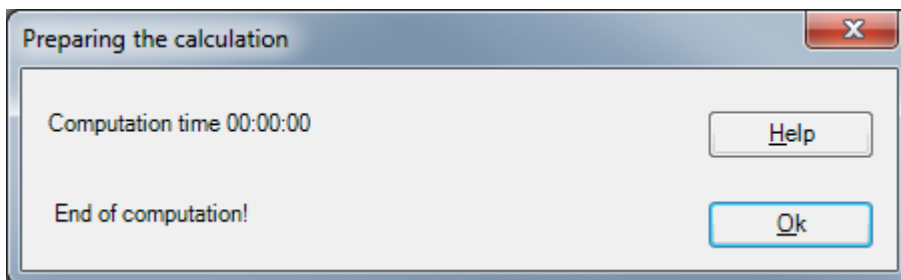 Preparing the calculation
Computation time 00:00:00
Help
End of computation!
Ok